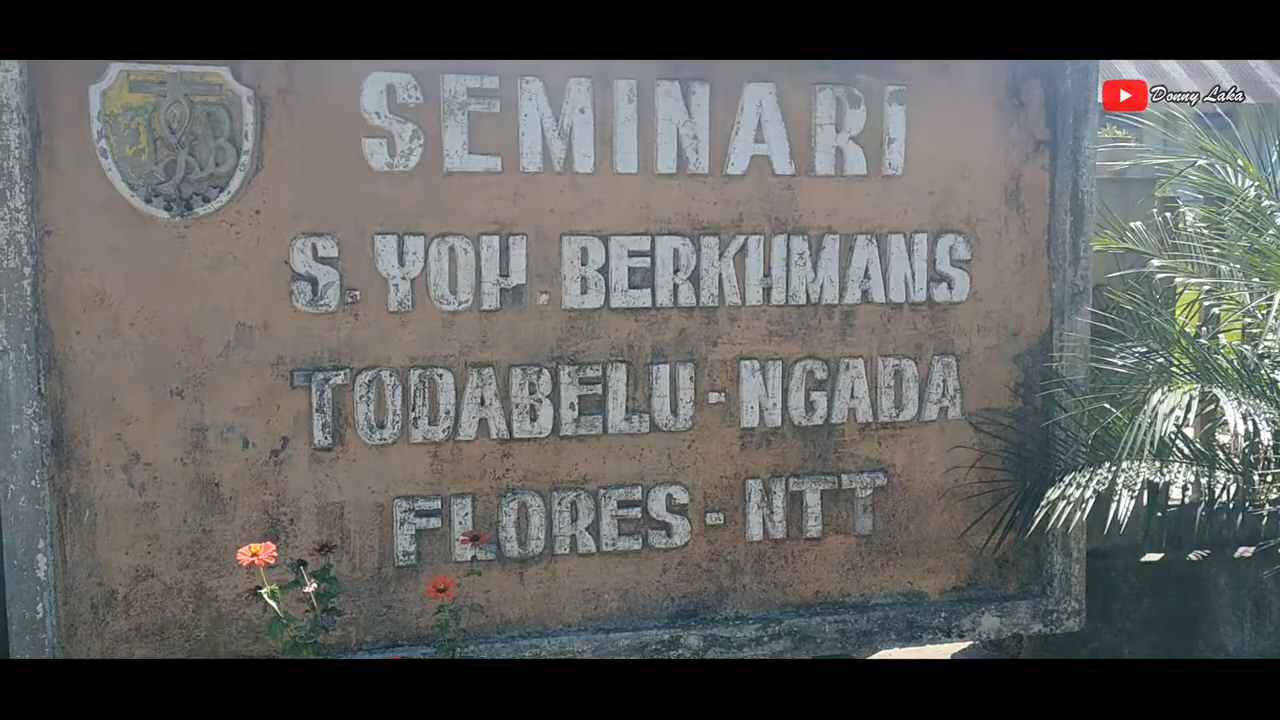 Donny Laka
SEMINARI
S. YOH. BERKHMANS
TODABELU - NGADA
FLORES - NTT